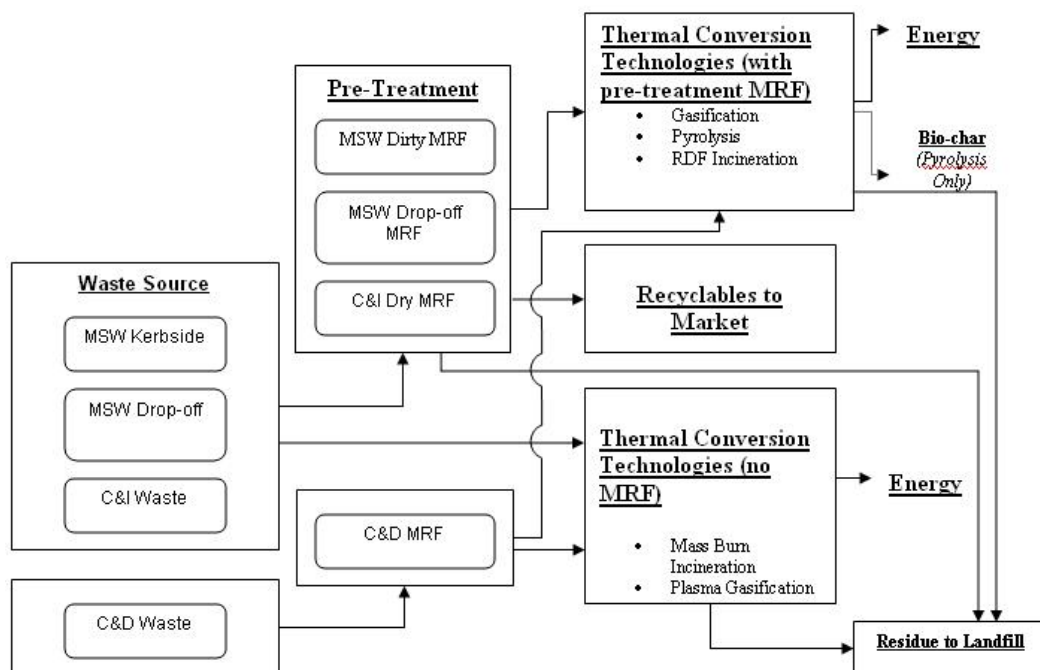 Waste Source
MSW Kerbside
MSW Drop-off
C&I Waste
C&D Waste
Pre-Treatment
MSW Dirty MRF
MSW Drop-off
MRF
C&I Dry MRF
C&D MRF
Thermal Conversion
Technologies (with
pre-treatment MRF)
• Gasification
• Pyrolysis
• RDF Incineration
Recyclables to
Market
Thermal Conversion
Technologies (no
MRF)
• Mass Burn
Incineration
• Plasma Gasification
Energy
Bio-char
(Pyrolysis
Only)
Energy
Residue to Landfill